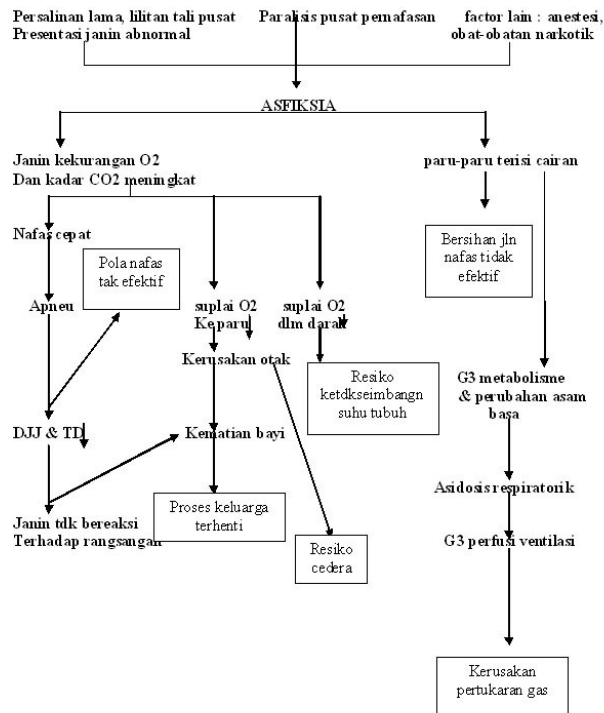 Persalinan lama, lilitan tali pusat
Presentasi janin abnormal
Paralisis pusat pernafasan
factor lain : anestesi,
obat-obatan narkotik
ASFIKSIA
Janin kekurangan O2
Dan kadar CO2 meningkat
paru-paru terisi cairan
Nafas cepat
Pola nafas
tak efektif
Bersihan jln
nafas tidak
efektif
Apneu
suplai O2
Ke paru
suplai O2
dlm darah
Kerusakan otak
Resiko
ketdkseimbangn
suhu tubuh
G3 metabolisme
& perubahan asam
basa
DJJ & TD
Kematian bayi
Asidosis respiratorik
Proses keluarga
terhenti
Janin tdk bereaksi
Terhadap rangsangan
Resiko
cedera
G3 perfusi ventilasi
Kerusakan
pertukaran gas